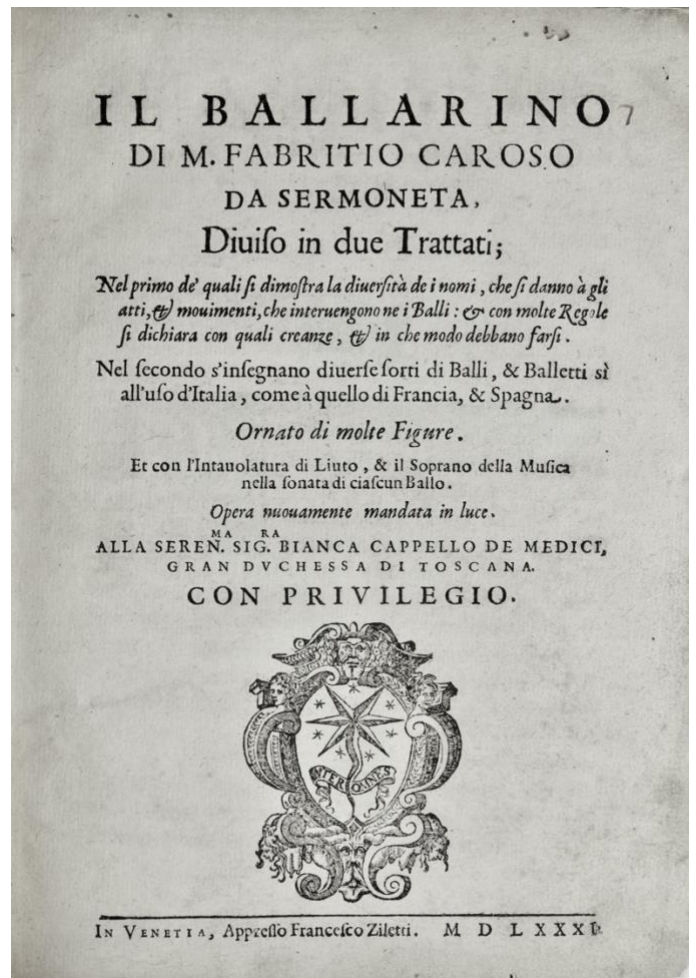 IL BALLARINO 7
DI M. FABRITIO CAROSO
DA SERMONETA,
Diuiſo in due Trattati;
Nel primo de' quali ſi dimoſtra la diuerſità de i nomi, che ſi danno à gli
atti, & mouimenti, che interuengono ne i Balli : & con molte Regole
ſi dichiara con quali creanze, & in che modo debbano farſi.
Nel ſecondo s'inſegnano diuerſe ſorti di Balli, & Balletti sì
all'uſo d'Italia, come à quello di Francia, & Spagna.
Ornato di molte Figure.
Et con l'Intauolatura di Liuto, & il Soprano della Muſica
nella ſonata di ciaſcun Ballo.
Opera nuouamente mandata in luce.
ALLA SEREN.MA SIG.RA BIANCA CAPPELLO DE MEDICI,
GRAN DVCHESSA DI TOSCANA.
CON PRIVILEGIO.
INTER OMNES
IN VENETIA, Appreſſo Franceſco Ziletti. M D LXXXI.